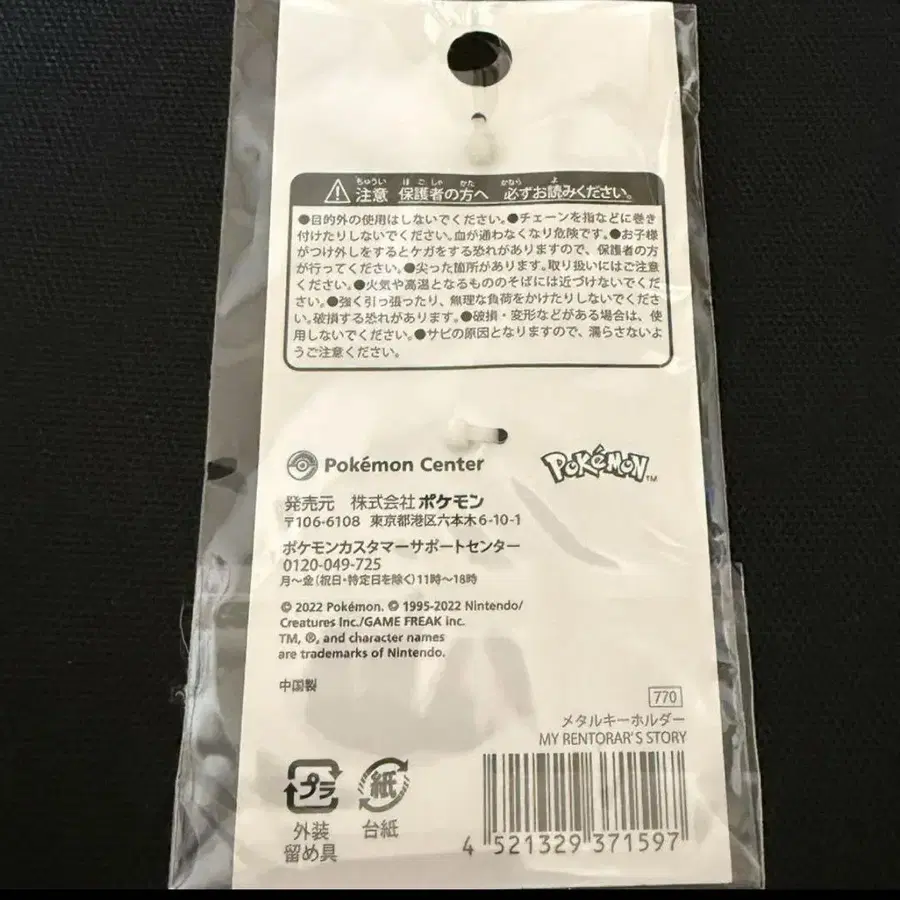 ⚠ 注意 保護者の方へ 必ずお読みください。
ちゅうい ほごしゃ かた かなら よ
●目的外の使用はしないでください。●チェーンを指などに巻き
付けたりしないでください。血が通わなくなり危険です。●お子様
がつけ外しをするとケガをする恐れがありますので、保護者の方
が行ってください。●尖った箇所があります。取り扱いにはご注意
ください。●火気や高温となるもののそばには近づけないでくださ
い。●強く引っ張ったり、無理な負荷をかけたりしないでくださ
い。破損する恐れがあります。●破損・変形などがある場合は、使
用しないでください。●サビの原因となりますので、濡らさないよ
うご注意ください。
Pokémon Center
POKÉMON™
発売元 株式会社ポケモン
〒106-6108 東京都港区六本木6-10-1
ポケモンカスタマーサポートセンター
0120-049-725
月〜金(祝日・特定日を除く)11時〜18時
© 2022 Pokémon. © 1995-2022 Nintendo/
Creatures Inc./GAME FREAK inc.
TM, ®, and character names
are trademarks of Nintendo.
中国製
770
メタルキーホルダー
MY RENTORAR'S STORY
プラ 紙
外装 台紙
留め具
4 521329 371597